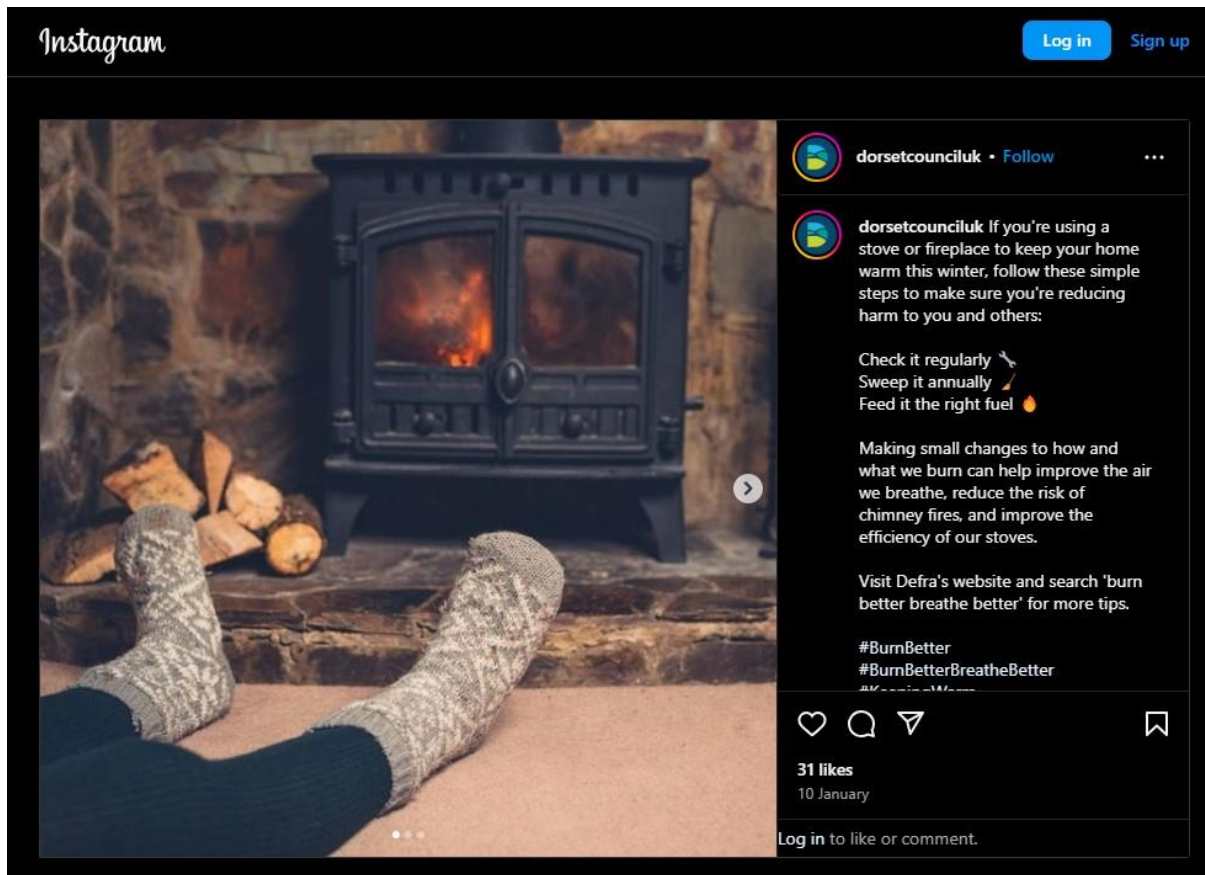 Instagram
Log in
Sign up
dorsetcounciluk • Follow
dorsetcounciluk If you're using a
stove or fireplace to keep your home
warm this winter, follow these simple
steps to make sure you're reducing
harm to you and others:
Check it regularly 🔧
Sweep it annually 🧹
Feed it the right fuel 🔥
Making small changes to how and
what we burn can help improve the air
we breathe, reduce the risk of
chimney fires, and improve the
efficiency of our stoves.
Visit Defra's website and search 'burn
better breathe better' for more tips.
#BurnBetter
#BurnBetterBreatheBetter
#KeepingWarm
31 likes
10 January
Log in to like or comment.